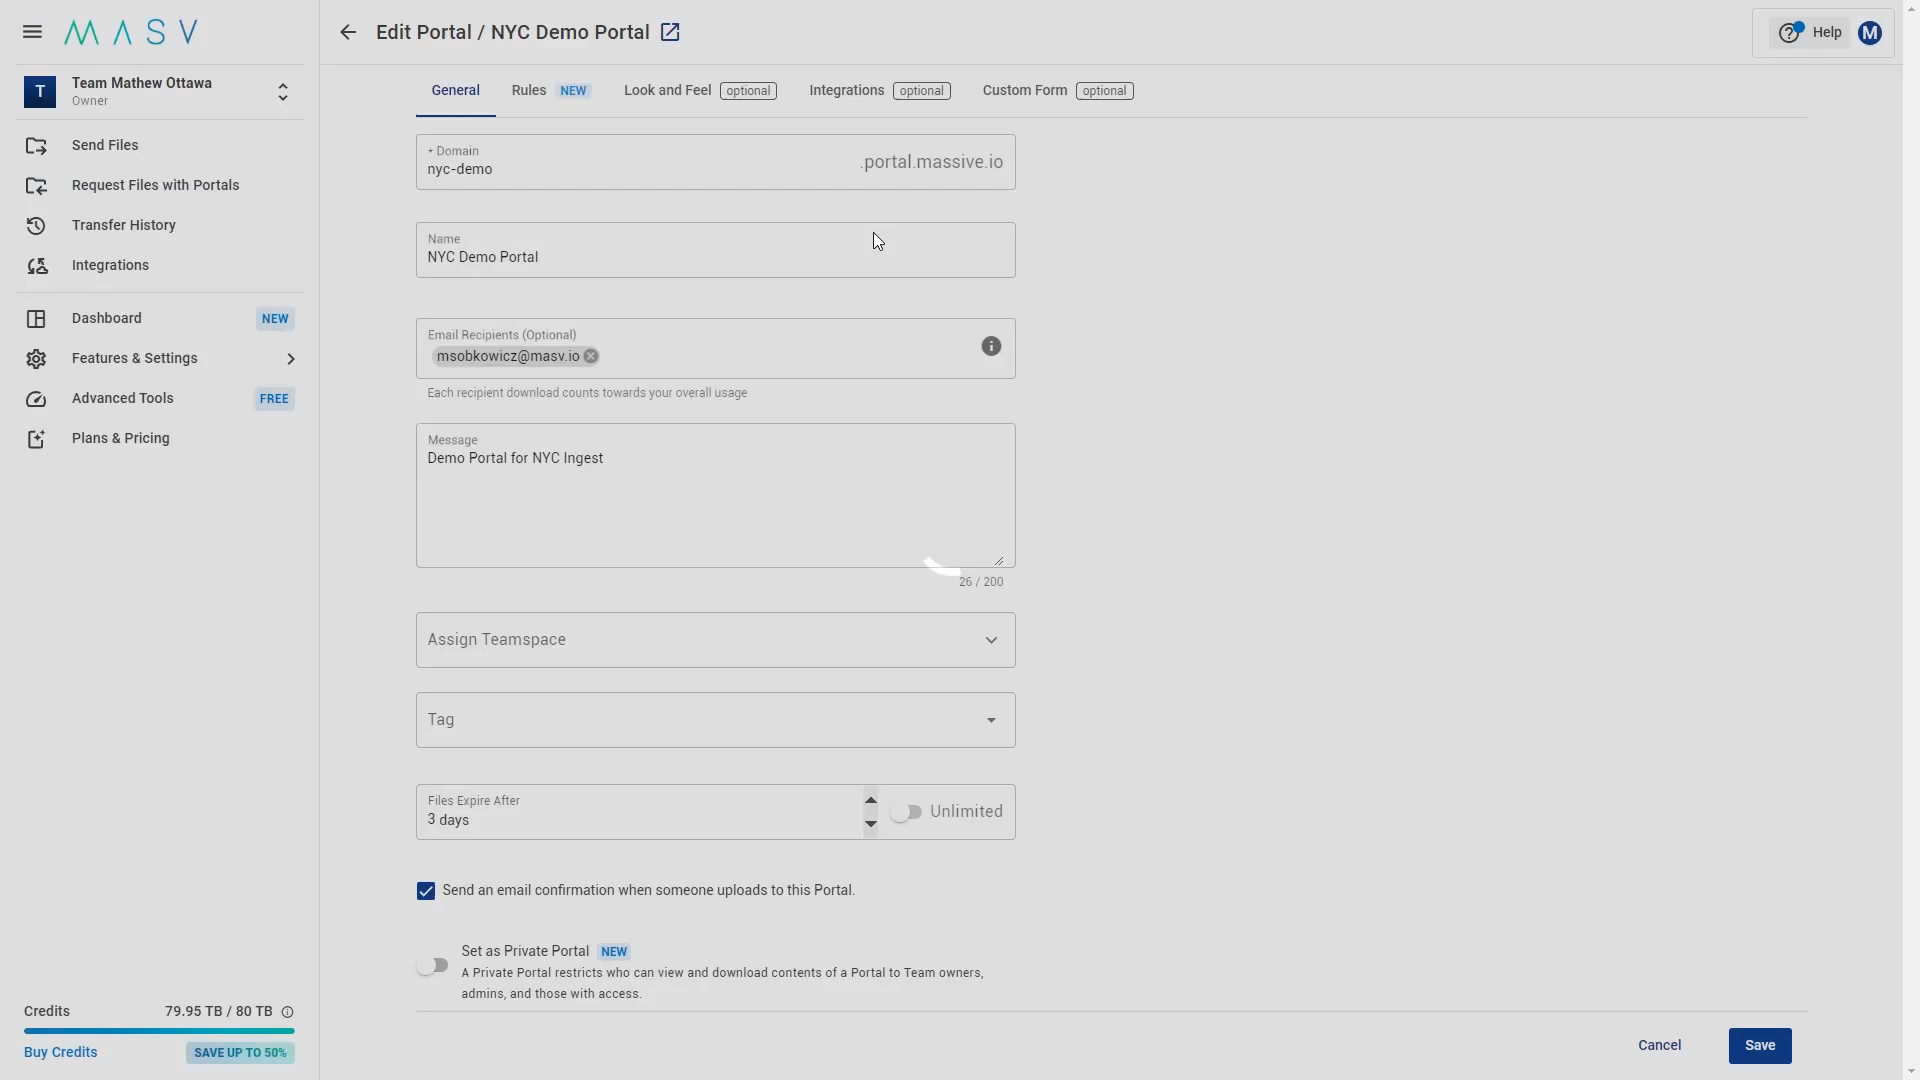 MASV
Edit Portal / NYC Demo Portal
Help
M
T
Team Mathew Ottawa
Owner
Send Files
Request Files with Portals
Transfer History
Integrations
Dashboard NEW
Features & Settings
Advanced Tools FREE
Plans & Pricing
General
Rules NEW
Look and Feel optional
Integrations optional
Custom Form optional
* Domain
nyc-demo
.portal.massive.io
Name
NYC Demo Portal
Email Recipients (Optional)
msobkowicz@masv.io
Each recipient download counts towards your overall usage
Message
Demo Portal for NYC Ingest
26 / 200
Assign Teamspace
Tag
Files Expire After
3 days
Unlimited
Send an email confirmation when someone uploads to this Portal.
Set as Private Portal NEW
A Private Portal restricts who can view and download contents of a Portal to Team owners,
admins, and those with access.
Credits 79.95 TB / 80 TB
Buy Credits SAVE UP TO 50%
Cancel
Save